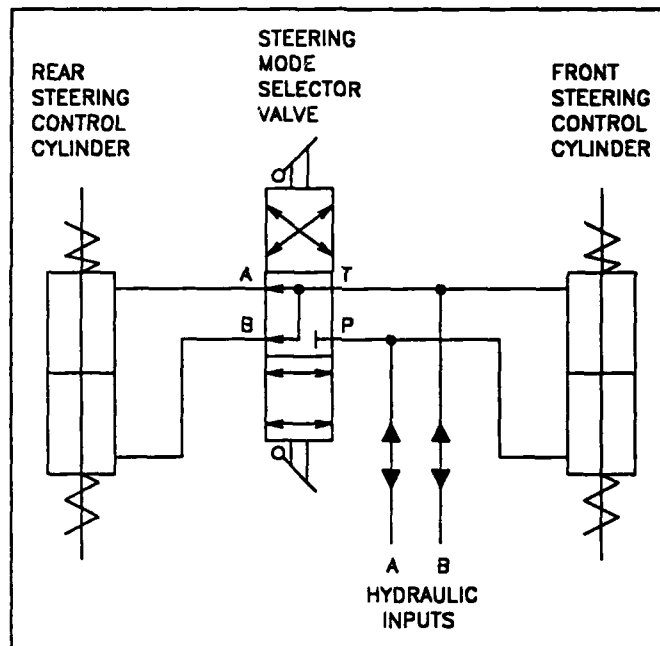 STEERING
MODE
SELECTOR
VALVE
REAR
STEERING
CONTROL
CYLINDER
FRONT
STEERING
CONTROL
CYLINDER
A T
B P
A B
HYDRAULIC
INPUTS